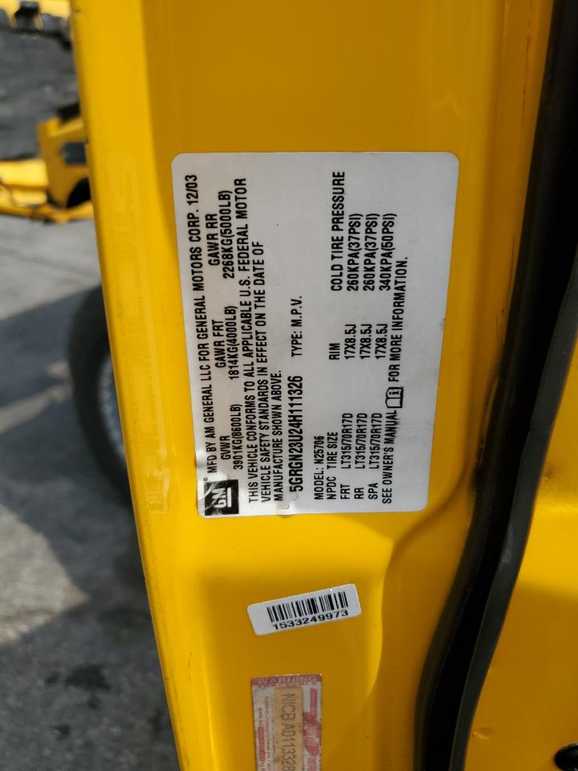 MFD BY AM GENERAL LLC FOR GENERAL MOTORS CORP. 12/03
GVWR GAWR FRT GAWR RR
3901KG(8600LB) 1814KG(4000LB) 2268KG(5000LB)
THIS VEHICLE CONFORMS TO ALL APPLICABLE U.S. FEDERAL MOTOR
VEHICLE SAFETY STANDARDS IN EFFECT ON THE DATE OF
MANUFACTURE SHOWN ABOVE.
5GRGN23U24H111326 TYPE: M.P.V.
MODEL: N25706
NPDC TIRE SIZE RIM COLD TIRE PRESSURE
FRT LT315/70R17D 17X8.5J 260KPA(37PSI)
RR LT315/70R17D 17X8.5J 260KPA(37PSI)
SPA LT315/70R17D 17X8.5J 340KPA(50PSI)
SEE OWNER'S MANUAL FOR MORE INFORMATION.
GM
1533249973
NICB A0113328